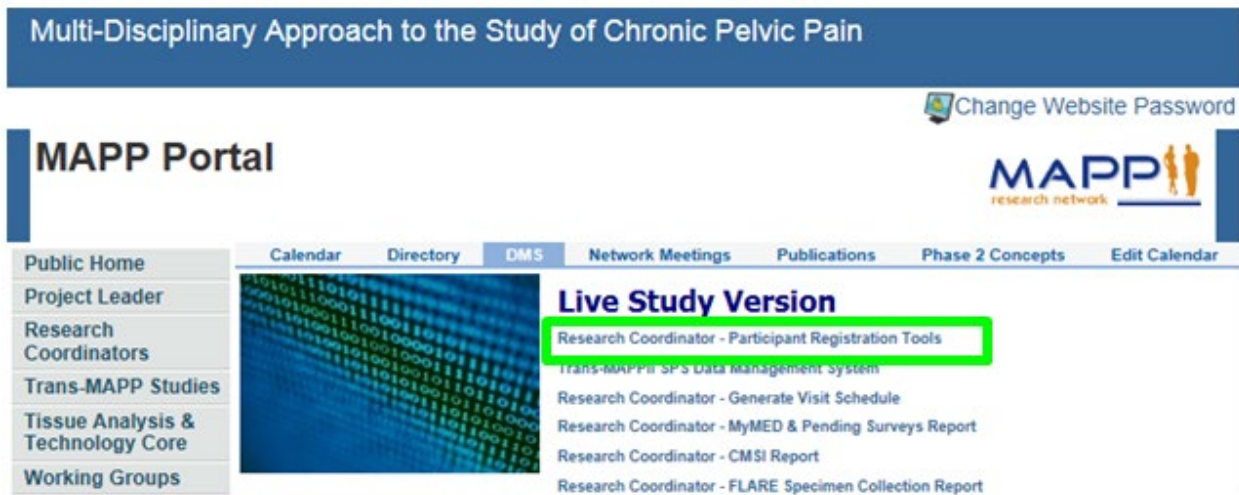 Multi-Disciplinary Approach to the Study of Chronic Pelvic Pain
Change Website Password
MAPP Portal
MAPP
research network
Calendar Directory DMS Network Meetings Publications Phase 2 Concepts Edit Calendar
Public Home
Project Leader
Research
Coordinators
Trans-MAPP Studies
Tissue Analysis &
Technology Core
Working Groups
Live Study Version
Research Coordinator - Participant Registration Tools
Trans-MAPPII SPS Data Management System
Research Coordinator - Generate Visit Schedule
Research Coordinator - MyMED & Pending Surveys Report
Research Coordinator - CMSI Report
Research Coordinator - FLARE Specimen Collection Report